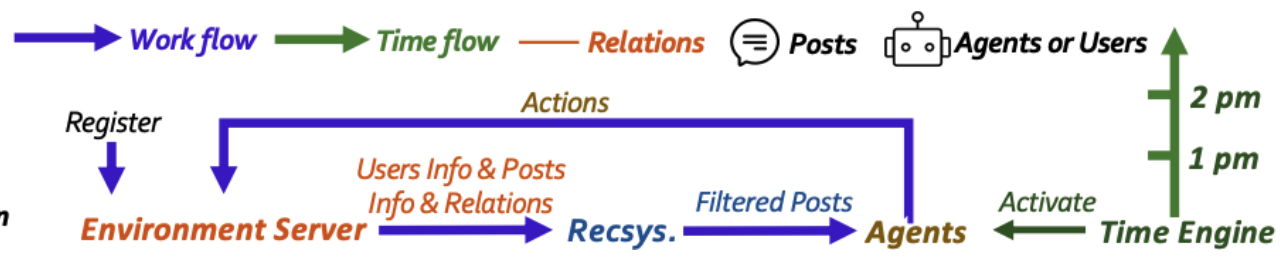 Work flow
Time flow
Relations
Posts
Agents or Users
2 pm
Actions
Register
1 pm
Users Info & Posts
Info & Relations
Filtered Posts
Activate
Environment Server
Recsys.
Agents
Time Engine